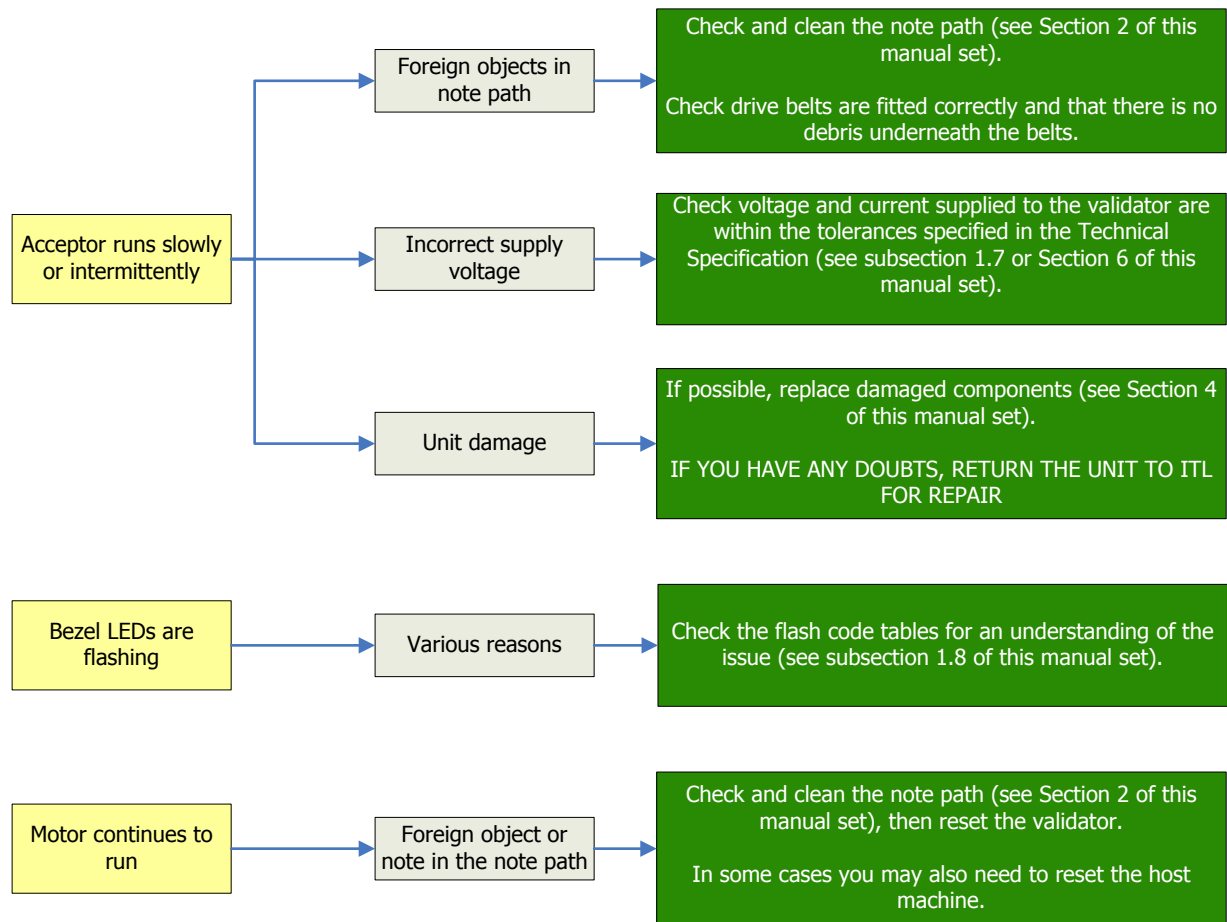 Acceptor runs slowly
or intermittently
Foreign objects in
note path
Check and clean the note path (see Section 2 of this
manual set).
Check drive belts are fitted correctly and that there is no
debris underneath the belts.
Incorrect supply
voltage
Check voltage and current supplied to the validator are
within the tolerances specified in the Technical
Specification (see subsection 1.7 or Section 6 of this
manual set).
Unit damage
If possible, replace damaged components (see Section 4
of this manual set).
IF YOU HAVE ANY DOUBTS, RETURN THE UNIT TO ITL
FOR REPAIR
Bezel LEDs are
flashing
Various reasons
Check the flash code tables for an understanding of the
issue (see subsection 1.8 of this manual set).
Motor continues to
run
Foreign object or
note in the note path
Check and clean the note path (see Section 2 of this
manual set), then reset the validator.
In some cases you may also need to reset the host
machine.